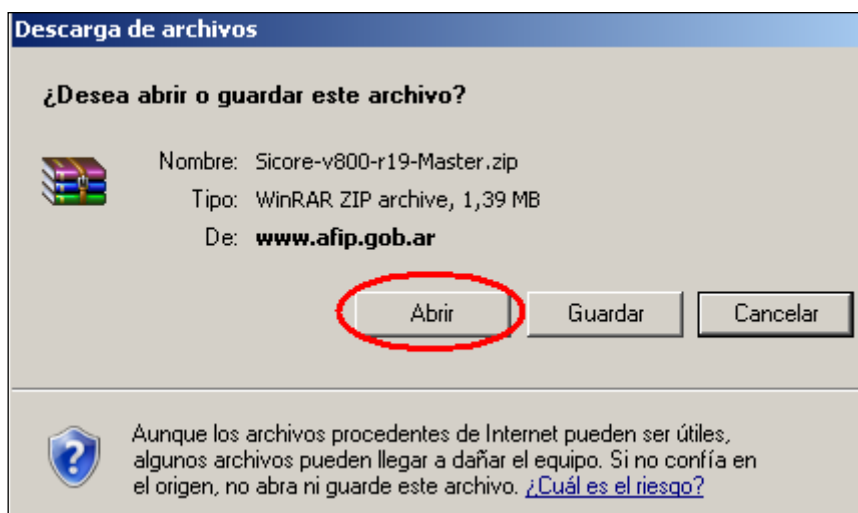 Descarga de archivos
¿Desea abrir o guardar este archivo?
Nombre: Sicore-v800-r19-Master.zip
Tipo: WinRAR ZIP archive, 1,39 MB
De: www.afip.gob.ar
Abrir Guardar Cancelar
Aunque los archivos procedentes de Internet pueden ser útiles,
algunos archivos pueden llegar a dañar el equipo. Si no confía en
el origen, no abra ni guarde este archivo. ¿Cuál es el riesgo?